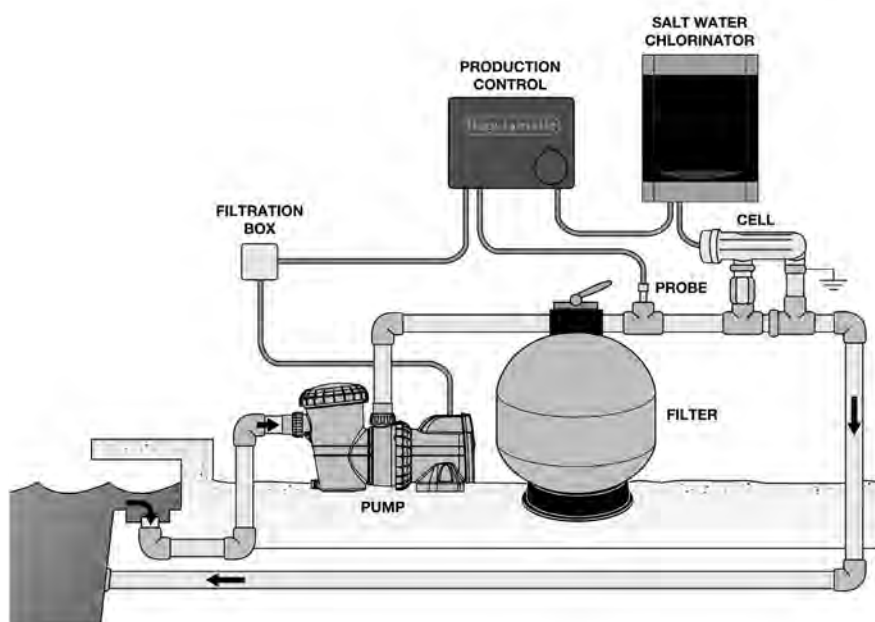 SALT WATER
CHLORINATOR
PRODUCTION
CONTROL
FILTRATION
BOX
CELL
PROBE
FILTER
PUMP